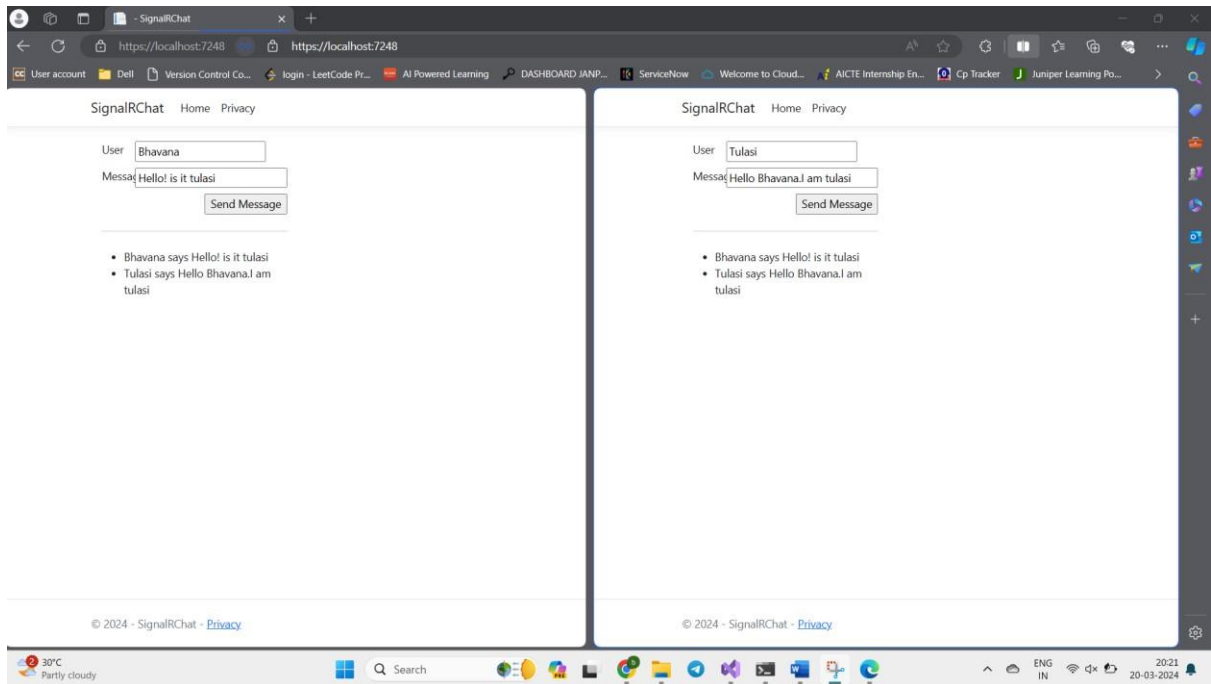 - SignalRChat
https://localhost:7248
https://localhost:7248
User account
Dell
Version Control Co...
login - LeetCode Pr...
AI Powered Learning
DASHBOARD JANP...
ServiceNow
Welcome to Cloud...
AICTE Internship En...
Cp Tracker
Juniper Learning Po...
SignalRChat Home Privacy
User Bhavana
Messag Hello! is it tulasi
Send Message
• Bhavana says Hello! is it tulasi
• Tulasi says Hello Bhavana.I am
tulasi
© 2024 - SignalRChat - Privacy
SignalRChat Home Privacy
User Tulasi
Messag Hello Bhavana.I am tulasi
Send Message
• Bhavana says Hello! is it tulasi
• Tulasi says Hello Bhavana.I am
tulasi
© 2024 - SignalRChat - Privacy
2
30°C
Partly cloudy
Search
ENG
IN
20:21
20-03-2024